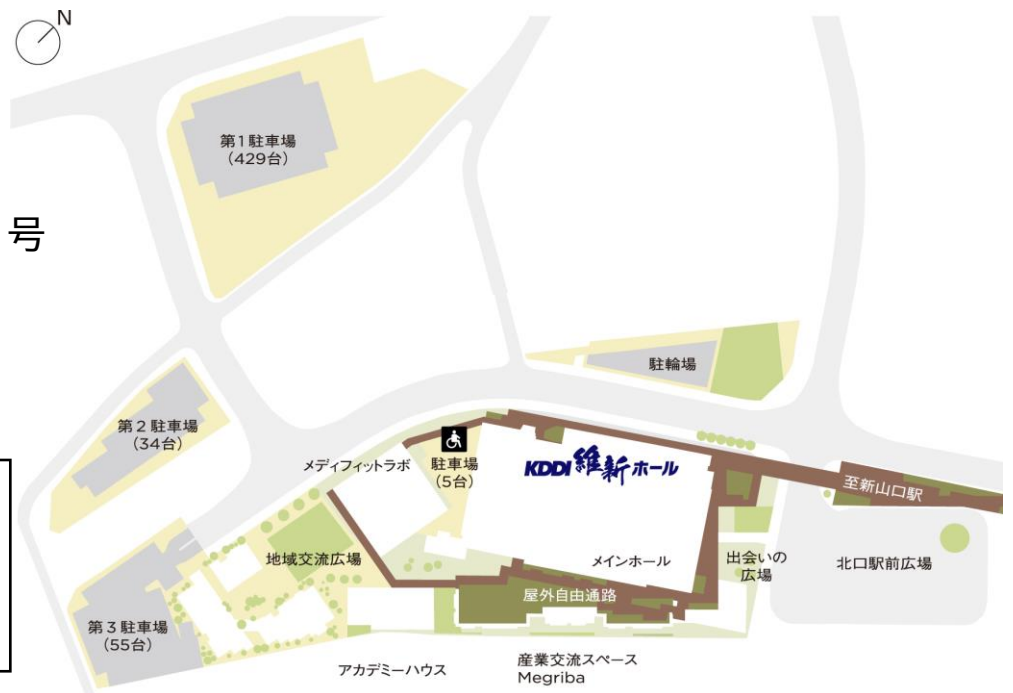 N
第1駐車場
(429台)
号
駐輪場
第2駐車場
(34台)
メディフィットラボ
駐車場
(5台)
KDDI維新ホール
至新山口駅
地域交流広場
メインホール
出会いの
広場
北口駅前広場
屋外自由通路
第3駐車場
(55台)
アカデミーハウス
産業交流スペース
Megriba